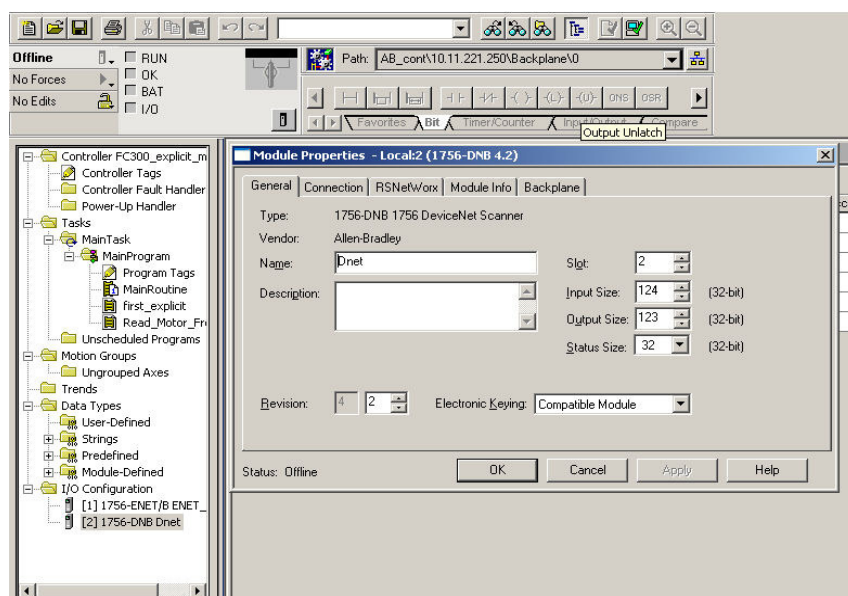 Offline
RUN
No Forces
OK
No Edits
BAT
I/O
Path: AB_cont\10.11.221.250\Backplane\0
ONS
OSR
Favorites Bit Timer/Counter Input/Output Compare
Output Unlatch
Controller FC300_explicit_m
Controller Tags
Controller Fault Handler
Power-Up Handler
Tasks
MainTask
MainProgram
Program Tags
MainRoutine
first_explicit
Read_Motor_Fr
Unscheduled Programs
Motion Groups
Ungrouped Axes
Trends
Data Types
User-Defined
Strings
Predefined
Module-Defined
I/O Configuration
[1] 1756-ENET/B ENET_
[2] 1756-DNB Dnet
Module Properties - Local:2 (1756-DNB 4.2)
General Connection RSNetWorx Module Info Backplane
Type: 1756-DNB 1756 DeviceNet Scanner
Vendor: Allen-Bradley
Name: Dnet
Description:
Slot: 2
Input Size: 124 (32-bit)
Output Size: 123 (32-bit)
Status Size: 32 (32-bit)
Revision: 4 2 Electronic Keying: Compatible Module
Status: Offline OK Cancel Apply Help